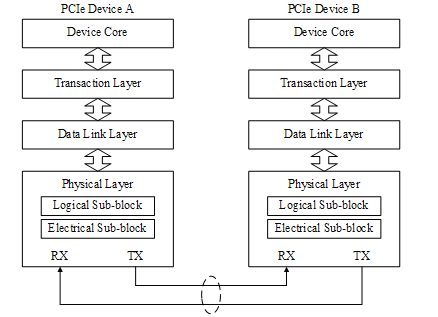 PCIe Device A
PCIe Device B
Device Core
Device Core
Transaction Layer
Transaction Layer
Data Link Layer
Data Link Layer
Physical Layer
Physical Layer
Logical Sub-block
Logical Sub-block
Electrical Sub-block
Electrical Sub-block
RX TX
RX TX